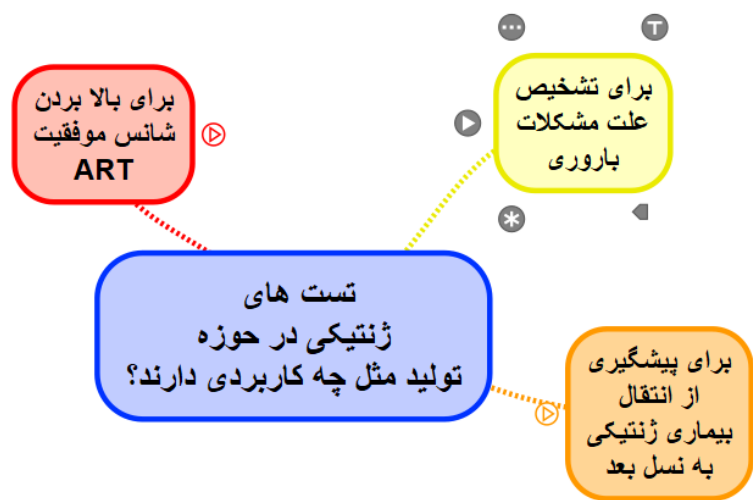 برای تشخیص
علت مشکلات
باروری
برای بالا بردن
شانس موفقیت
ART
تست های
ژنتیکی در حوزه
تولید مثل چه کاربردی دارند؟
برای پیشگیری
از انتقال
بیماری ژنتیکی
به نسل بعد